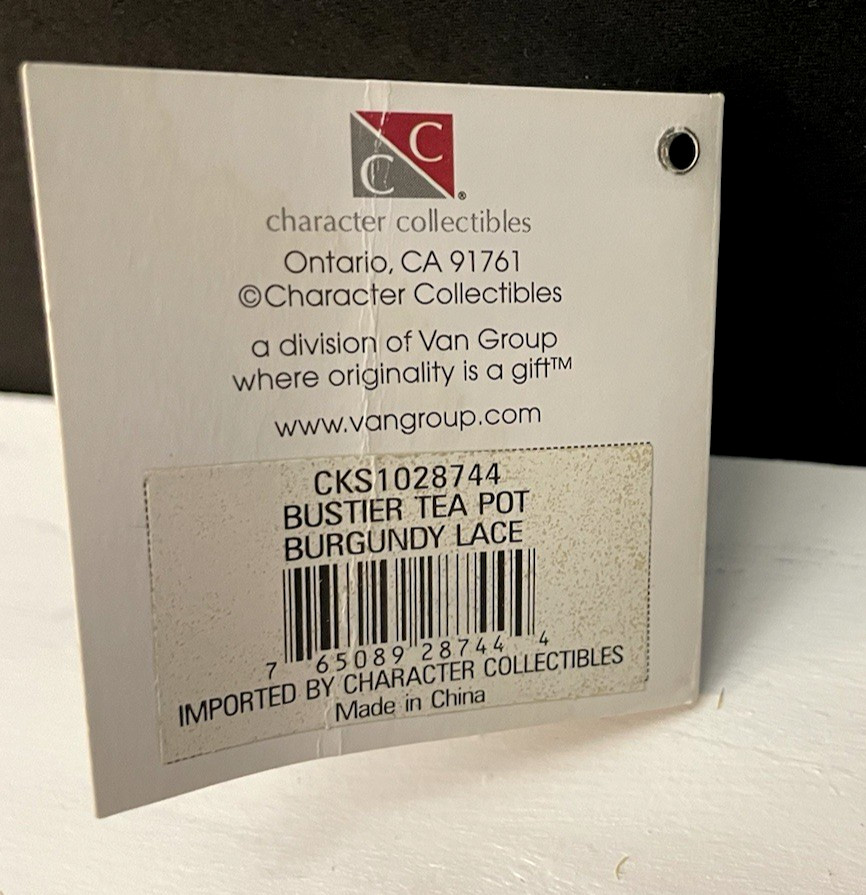 C
C
®
character collectibles
Ontario, CA 91761
©Character Collectibles
a division of Van Group
where originality is a gift™
www.vangroup.com
CKS1028744
BUSTIER TEA POT
BURGUNDY LACE
7 65089 28744 4
IMPORTED BY CHARACTER COLLECTIBLES
Made in China